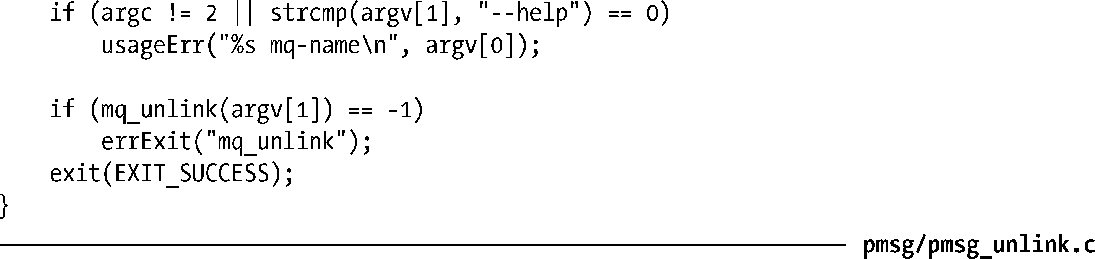 if (argc != 2 || strcmp(argv[1], "--help") == 0)
usageErr("%s mq-name\n", argv[0]);
if (mq_unlink(argv[1]) == -1)
errExit("mq_unlink");
exit(EXIT_SUCCESS);
}
pmsg/pmsg_unlink.c